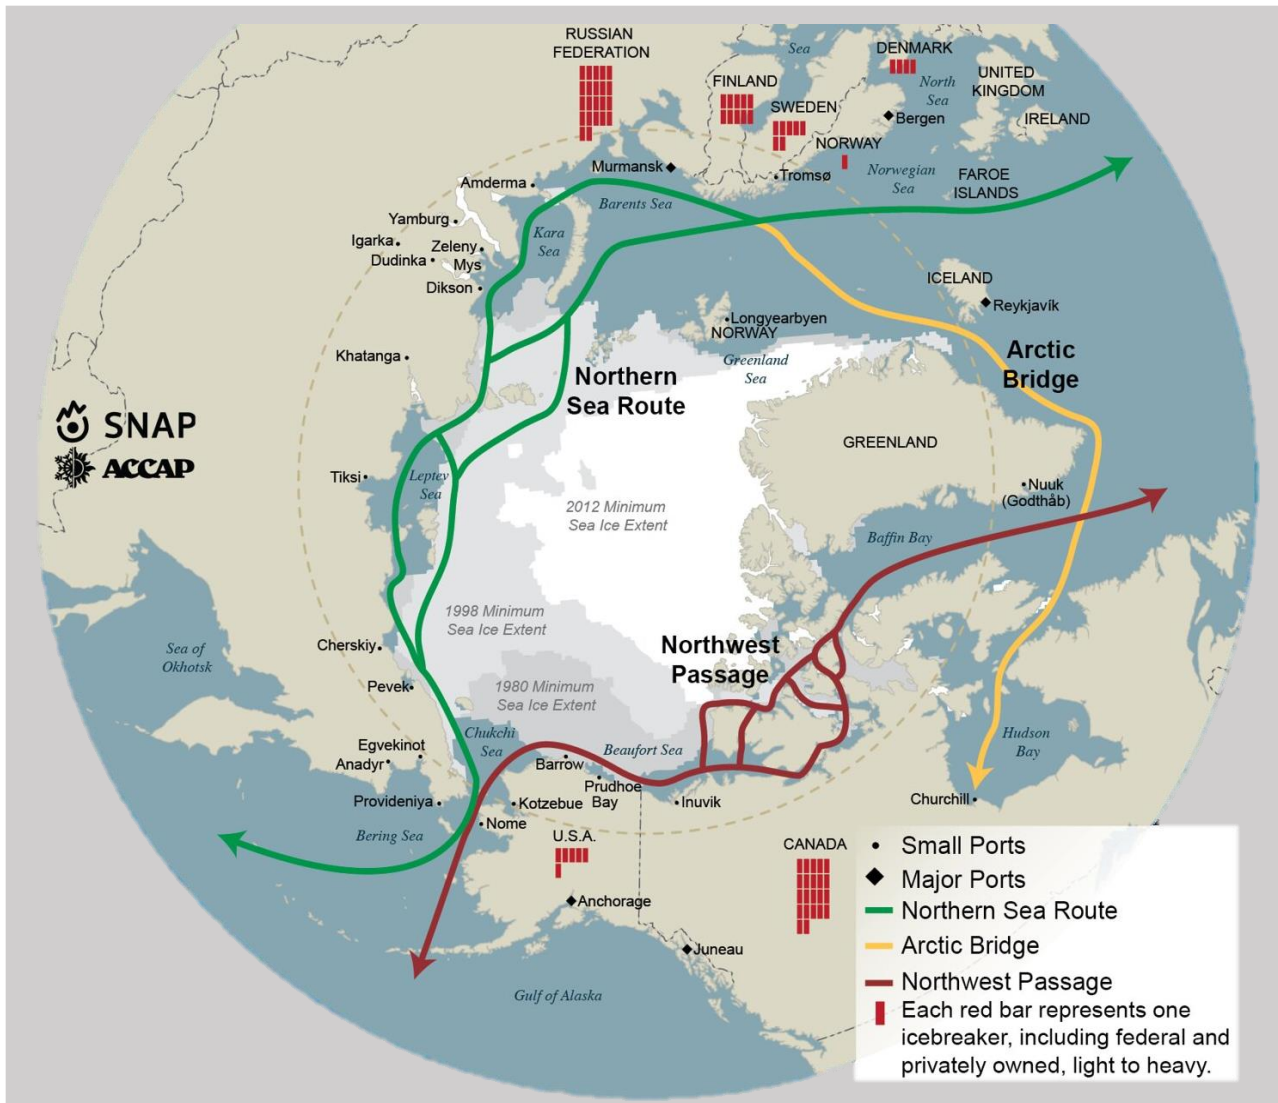 RUSSIAN
FEDERATION
Sea
DENMARK
FINLAND
SWEDEN
North
Sea
UNITED
KINGDOM
Bergen
IRELAND
NORWAY
Murmansk
Tromsø
Norwegian
Sea
FAROE
ISLANDS
Amderma
Barents Sea
Yamburg
Kara
Sea
Igarka
Zeleny
Mys
Dudinka
Dikson
ICELAND
Reykjavík
Longyearbyen
NORWAY
Khatanga
Greenland
Sea
Arctic
Bridge
Northern
Sea Route
SNAP
ACCAP
GREENLAND
Tiksi
Leptev
Sea
Nuuk
(Godthåb)
2012 Minimum
Sea Ice Extent
Baffin Bay
1998 Minimum
Sea Ice Extent
Sea of
Okhotsk
Cherskiy
Northwest
Passage
Pevek
1980 Minimum
Sea Ice Extent
Chukchi
Sea
Beaufort Sea
Hudson
Bay
Egvekinot
Anadyr
Barrow
Prudhoe
Bay
Provideniya
Kotzebue
Inuvik
Churchill
Bering Sea
Nome
U.S.A.
CANADA
Anchorage
Juneau
Gulf of Alaska
Small Ports
Major Ports
Northern Sea Route
Arctic Bridge
Northwest Passage
Each red bar represents one
icebreaker, including federal and
privately owned, light to heavy.